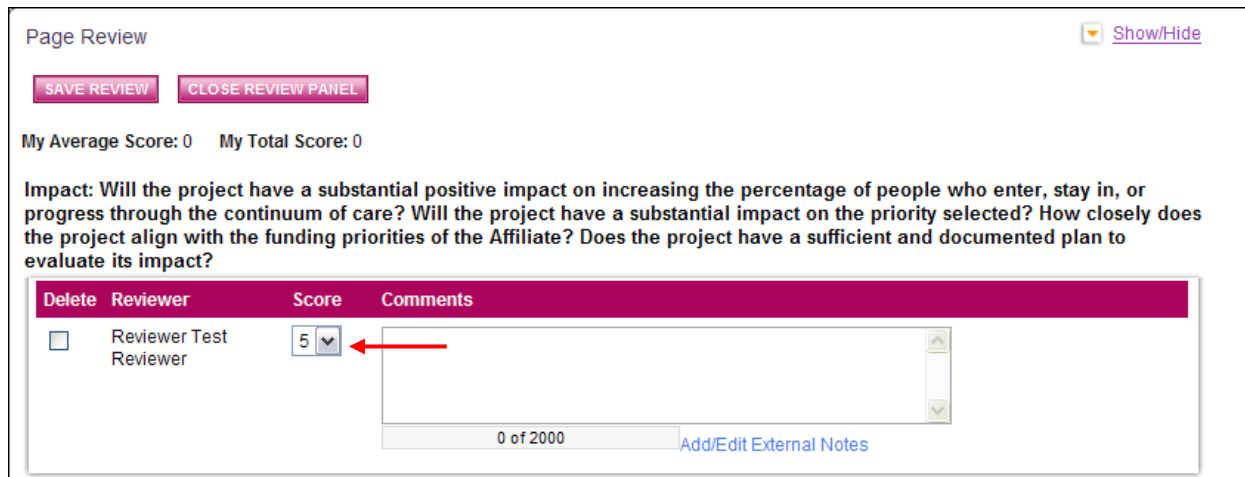 Page Review
Show/Hide
SAVE REVIEW CLOSE REVIEW PANEL
My Average Score: 0 My Total Score: 0
Impact: Will the project have a substantial positive impact on increasing the percentage of people who enter, stay in, or
progress through the continuum of care? Will the project have a substantial impact on the priority selected? How closely does
the project align with the funding priorities of the Affiliate? Does the project have a sufficient and documented plan to
evaluate its impact?
Delete Reviewer Score Comments
Reviewer Test
Reviewer
5
0 of 2000
Add/Edit External Notes